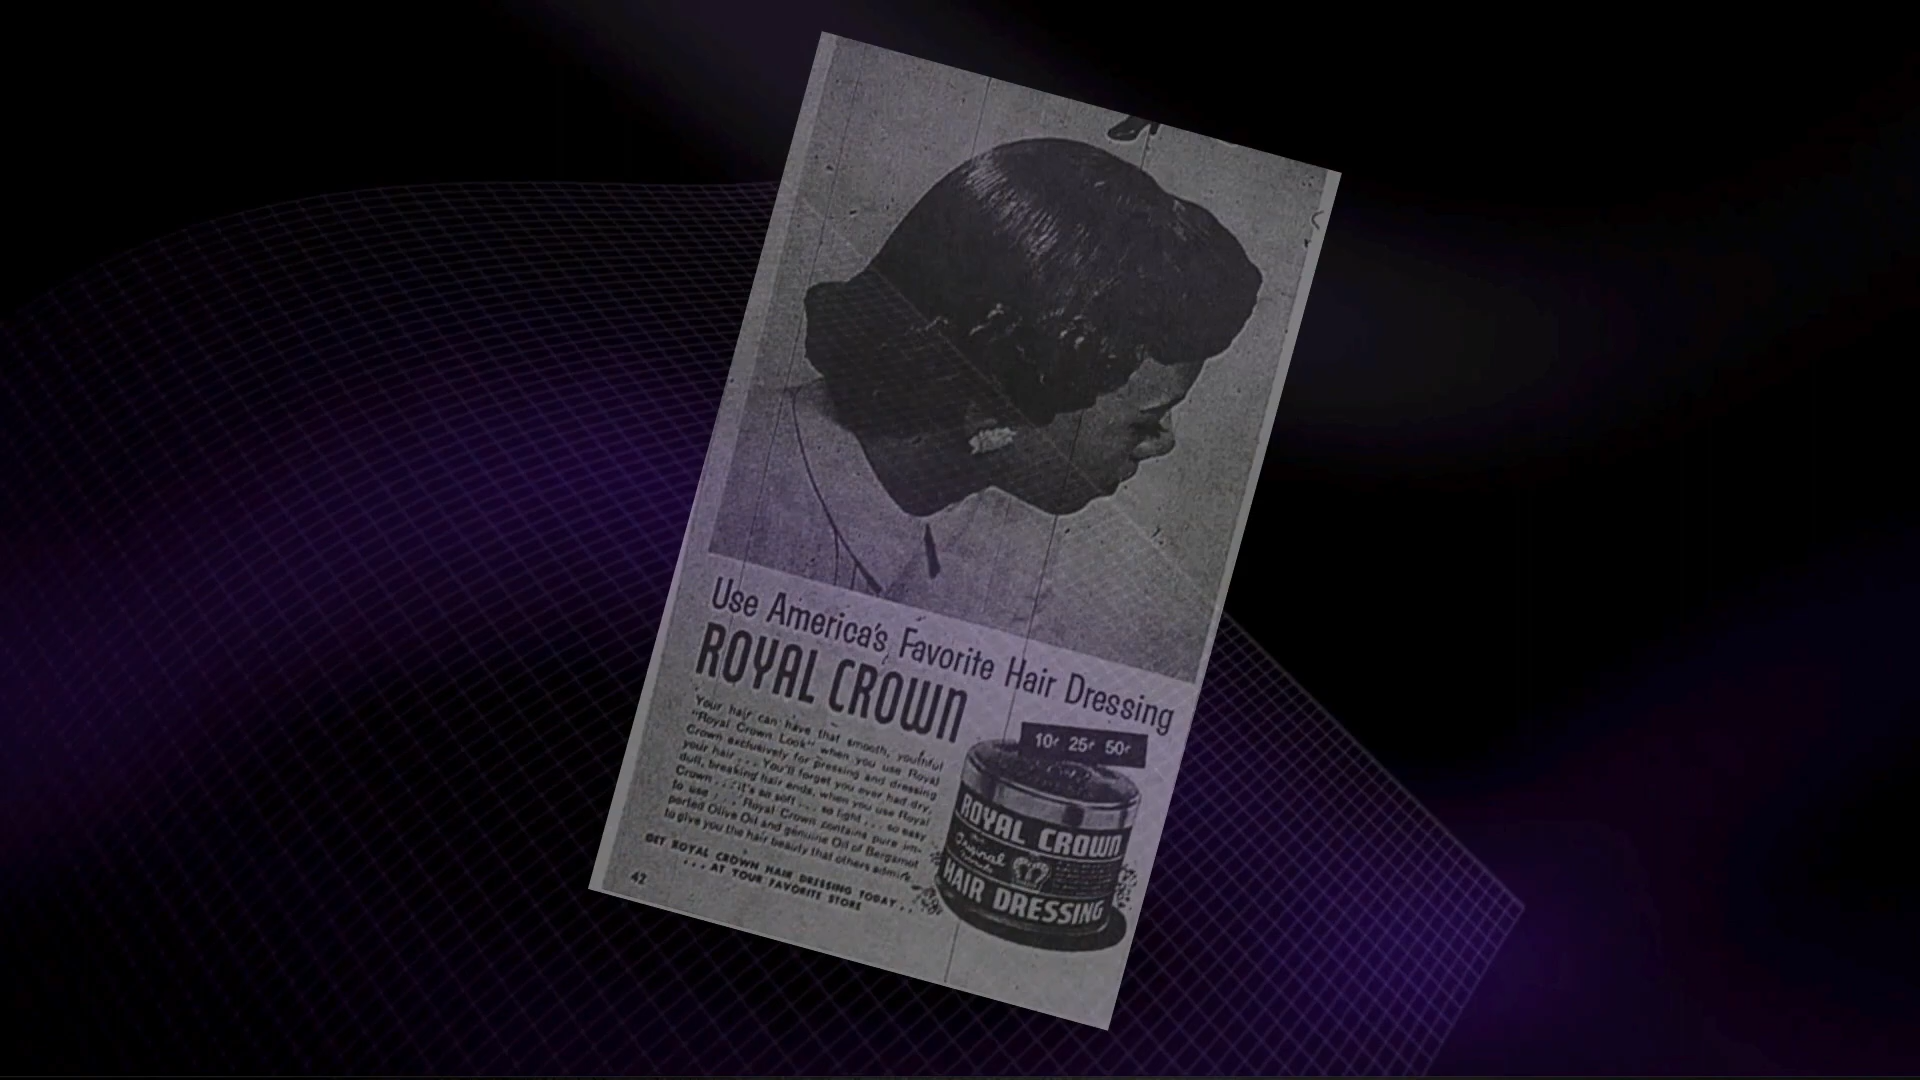 Use America's Favorite Hair Dressing
ROYAL CROWN
Your hair can have that smooth, youthful
"Royal Crown Look" when you use Royal
Crown exclusively for pressing and dressing
your hair . . . You'll forget you ever had dry,
dull, breaking hair ends, when you use Royal
Crown . . . it's so soft . . . so light . . . so easy
to use . . . Royal Crown contains pure im-
ported Olive Oil and genuine Oil of Bergamot
to give you the hair beauty that others admire.
GET ROYAL CROWN HAIR DRESSING TODAY . .
. . . AT YOUR FAVORITE STORE
42
10¢ 25¢ 50¢
ROYAL CROWN
Original
HAIR DRESSING